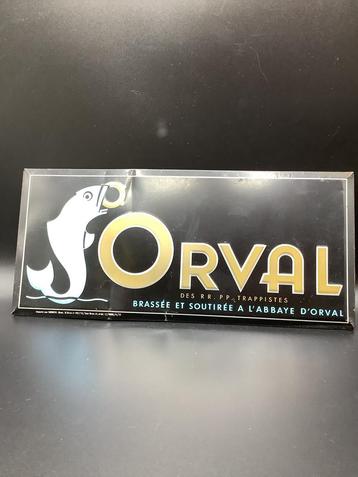 ORVAL
DES RR. PP. TRAPPISTES
BRASSÉE ET SOUTIRÉE A L'ABBAYE D'ORVAL